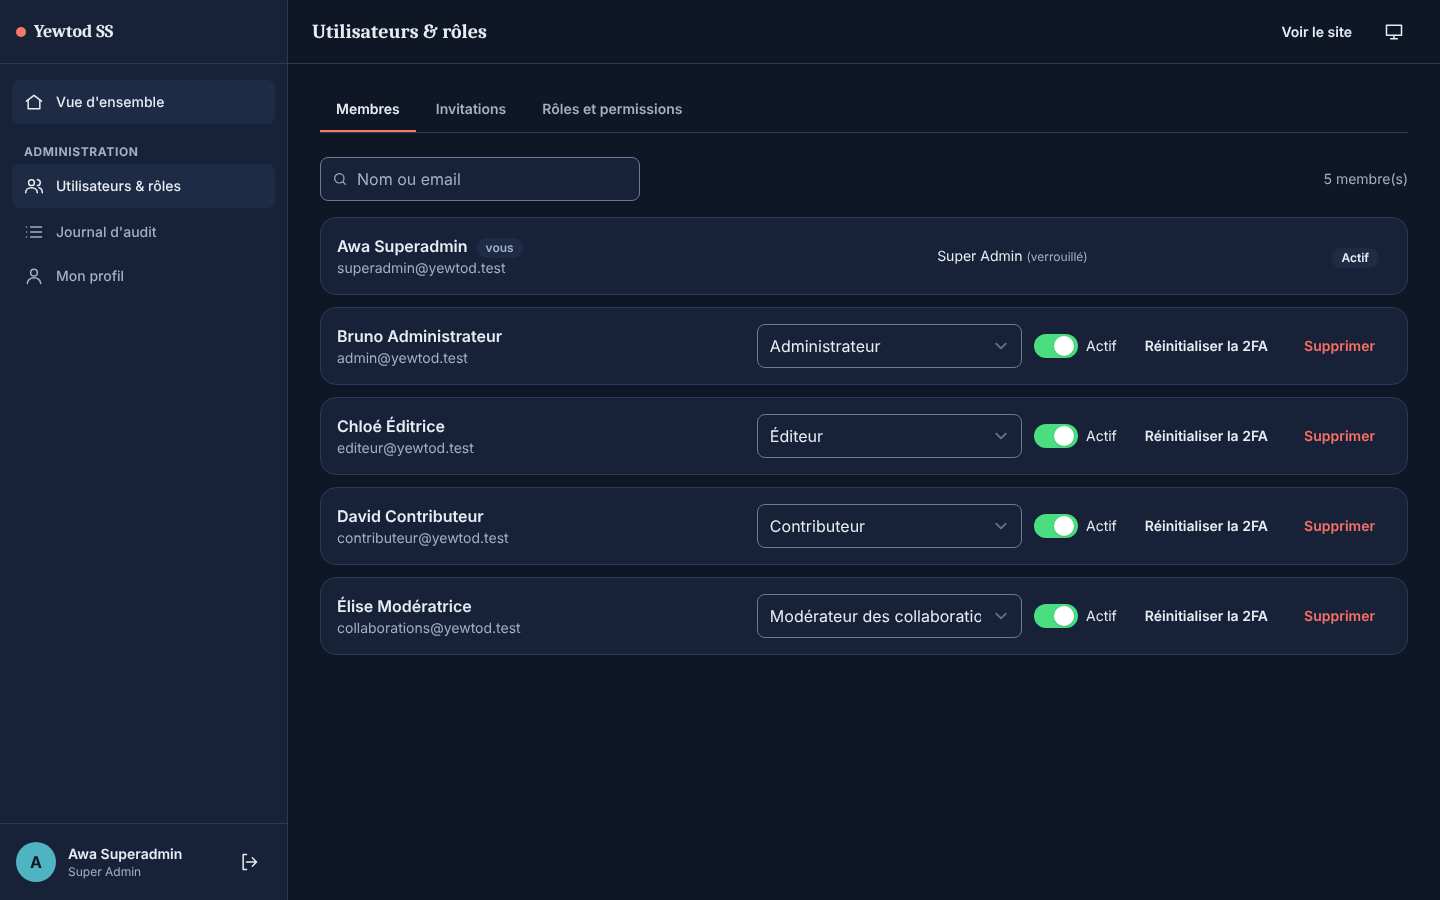 Yewtod SS
Utilisateurs & rôles
Voir le site
Vue d'ensemble
ADMINISTRATION
Utilisateurs & rôles
Journal d'audit
Mon profil
Membres
Invitations
Rôles et permissions
Nom ou email
5 membre(s)
Awa Superadmin vous
superadmin@yewtod.test
Super Admin (verrouillé)
Actif
Bruno Administrateur
admin@yewtod.test
Administrateur
Actif
Réinitialiser la 2FA
Supprimer
Chloé Éditrice
editeur@yewtod.test
Éditeur
Actif
Réinitialiser la 2FA
Supprimer
David Contributeur
contributeur@yewtod.test
Contributeur
Actif
Réinitialiser la 2FA
Supprimer
Élise Modératrice
collaborations@yewtod.test
Modérateur des collaboratio
Actif
Réinitialiser la 2FA
Supprimer
A
Awa Superadmin
Super Admin